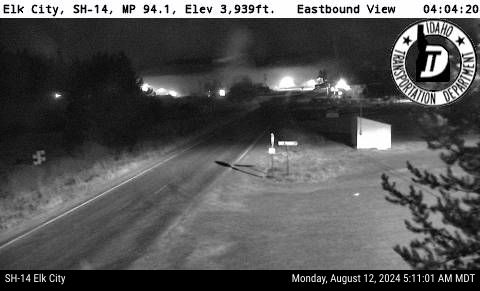 Elk City, SH-14, MP 94.1, Elev 3,939ft. Eastbound View 04:04:20
IDAHO
TRANSPORTATION DEPARTMENT
SH-14 Elk City Monday, August 12, 2024 5:11:01 AM MDT